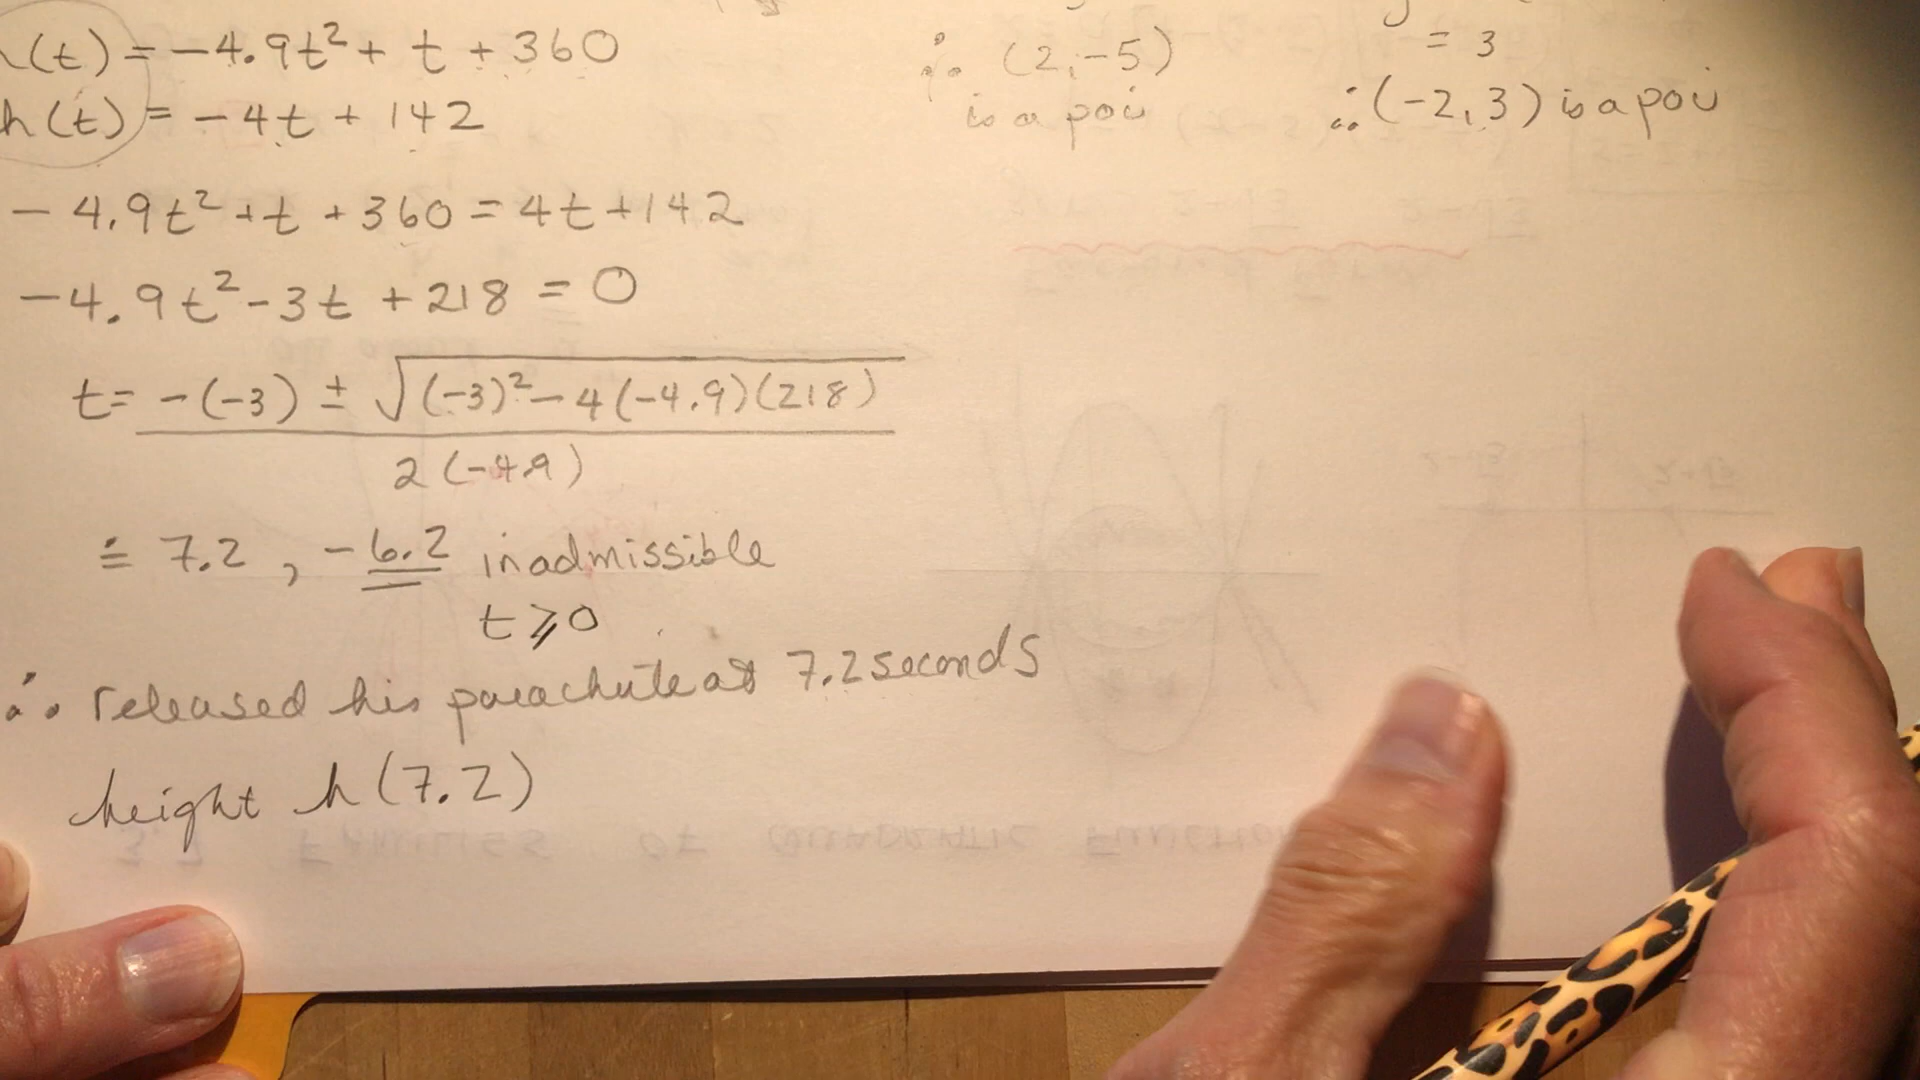 (t) = -4.9t² + t + 360
h(t) = -4t + 142
-4.9t² + t + 360 = 4t + 142
-4.9t² - 3t + 218 = 0
t = -(-3) ± √(-3)² - 4(-4.9)(218)
2(-4.9)
≐ 7.2, -6.2 inadmissible
t ⩾ 0
∴ released his parachute at 7.2 seconds
height h(7.2)
∴ (2,-5)
is a poi
= 3
∴ (-2,3) is a poi